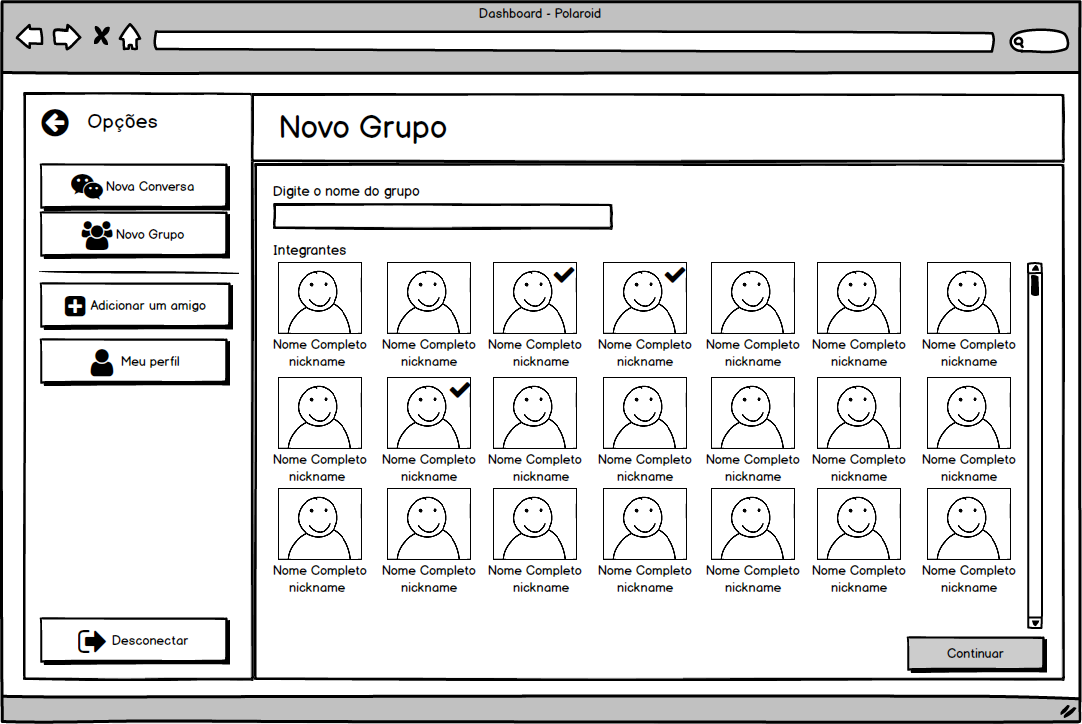 Dashboard - Polaroid
Opções
Nova Conversa
Novo Grupo
Adicionar um amigo
Meu perfil
Desconectar
Novo Grupo
Digite o nome do grupo
Integrantes
Nome Completo Nome Completo Nome Completo Nome Completo Nome Completo Nome Completo Nome Completo
nickname nickname nickname nickname nickname nickname nickname
Nome Completo Nome Completo Nome Completo Nome Completo Nome Completo Nome Completo Nome Completo
nickname nickname nickname nickname nickname nickname nickname
Nome Completo Nome Completo Nome Completo Nome Completo Nome Completo Nome Completo Nome Completo
nickname nickname nickname nickname nickname nickname nickname
Continuar